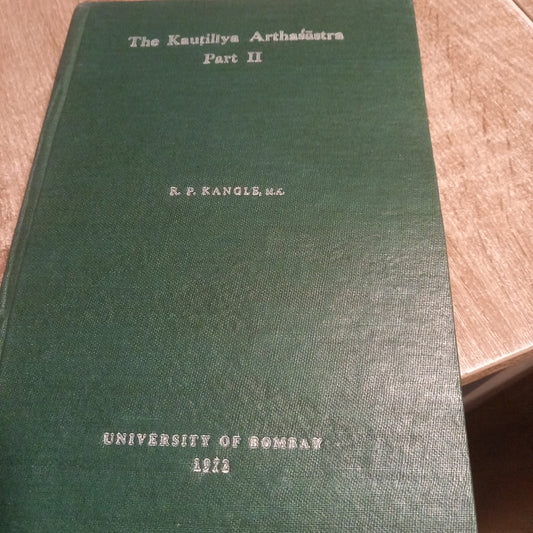 The Kauṭilīya Arthaśāstra
Part II
R. P. KANGLE, M.A.
UNIVERSITY OF BOMBAY
1972